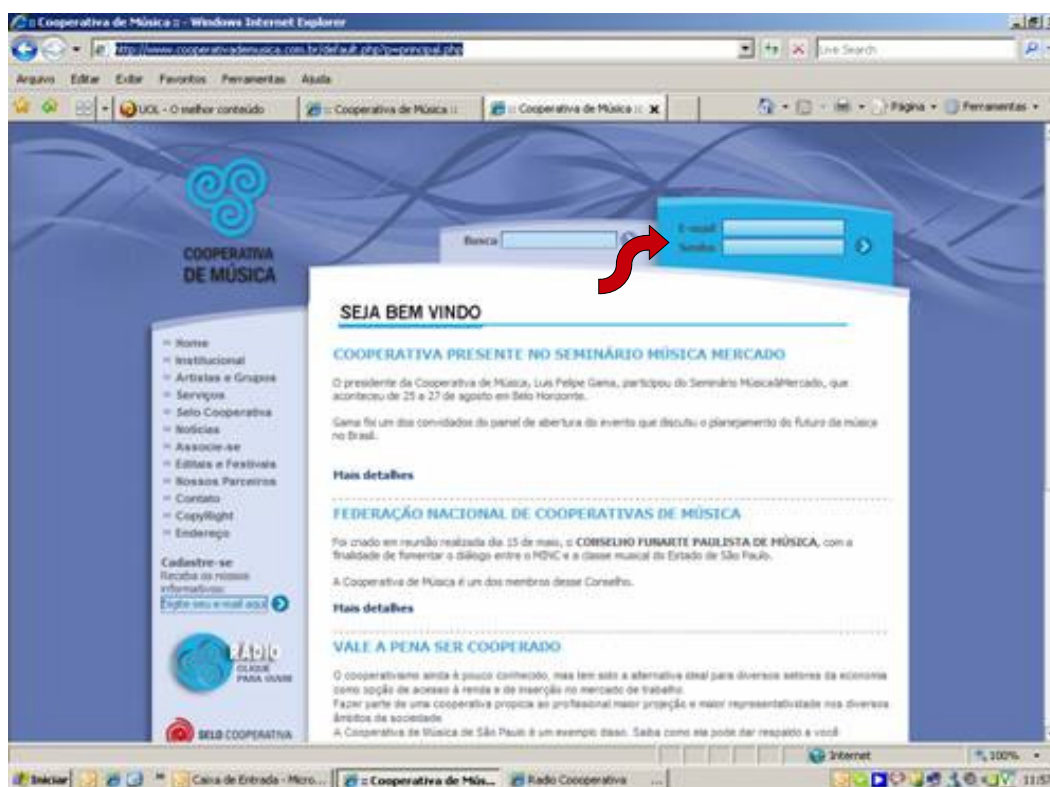 :: Cooperativa de Música :: - Windows Internet Explorer
http://www.cooperativademusica.com.br/default.php?p=principal.php
Live Search
Arquivo Editar Exibir Favoritos Ferramentas Ajuda
UOL - O melhor conteúdo
:: Cooperativa de Música ::
:: Cooperativa de Música ::
Página
Ferramentas
COOPERATIVA
DE MÚSICA
Busca
E-mail
Senha
SEJA BEM VINDO
Home
Institucional
Artistas e Grupos
Serviços
Selo Cooperativa
Notícias
Associe-se
Editais e Festivais
Nossos Parceiros
Contato
CopyRight
Endereço
Cadastre-se
Receba os nossos
informativos:
Digite seu e-mail aqui
RÁDIO
CLIQUE
PARA OUVIR
SELO COOPERATIVA
COOPERATIVA PRESENTE NO SEMINÁRIO MÚSICA MERCADO
O presidente da Cooperativa de Música, Luis Felipe Gama, participou do Seminário Música&Mercado, que
aconteceu de 25 a 27 de agosto em Belo Horizonte.
Gama foi um dos convidados do painel de abertura do evento que discutiu o planejamento do futuro da música
no Brasil.
Mais detalhes
FEDERAÇÃO NACIONAL DE COOPERATIVAS DE MÚSICA
Foi criado em reunião realizada dia 15 de maio, o CONSELHO FUNARTE PAULISTA DE MÚSICA, com a
finalidade de fomentar o diálogo entre o MINC e a classe musical do Estado de São Paulo.
A Cooperativa de Música é um dos membros desse Conselho.
Mais detalhes
VALE A PENA SER COOPERADO
O cooperativismo ainda é pouco conhecido, mas tem sido a alternativa ideal para diversos setores da economia
como opção de acesso à renda e de inserção no mercado de trabalho.
Fazer parte de uma cooperativa propicia ao profissional maior projeção e maior representatividade nos diversos
âmbitos da sociedade
A Cooperativa de Música de São Paulo é um exemplo disso. Saiba como ela pode dar respaldo a você
Internet
100%
Iniciar
Caixa de Entrada - Micro...
:: Cooperativa de Mús...
Radio Cooperativa ...
11:57